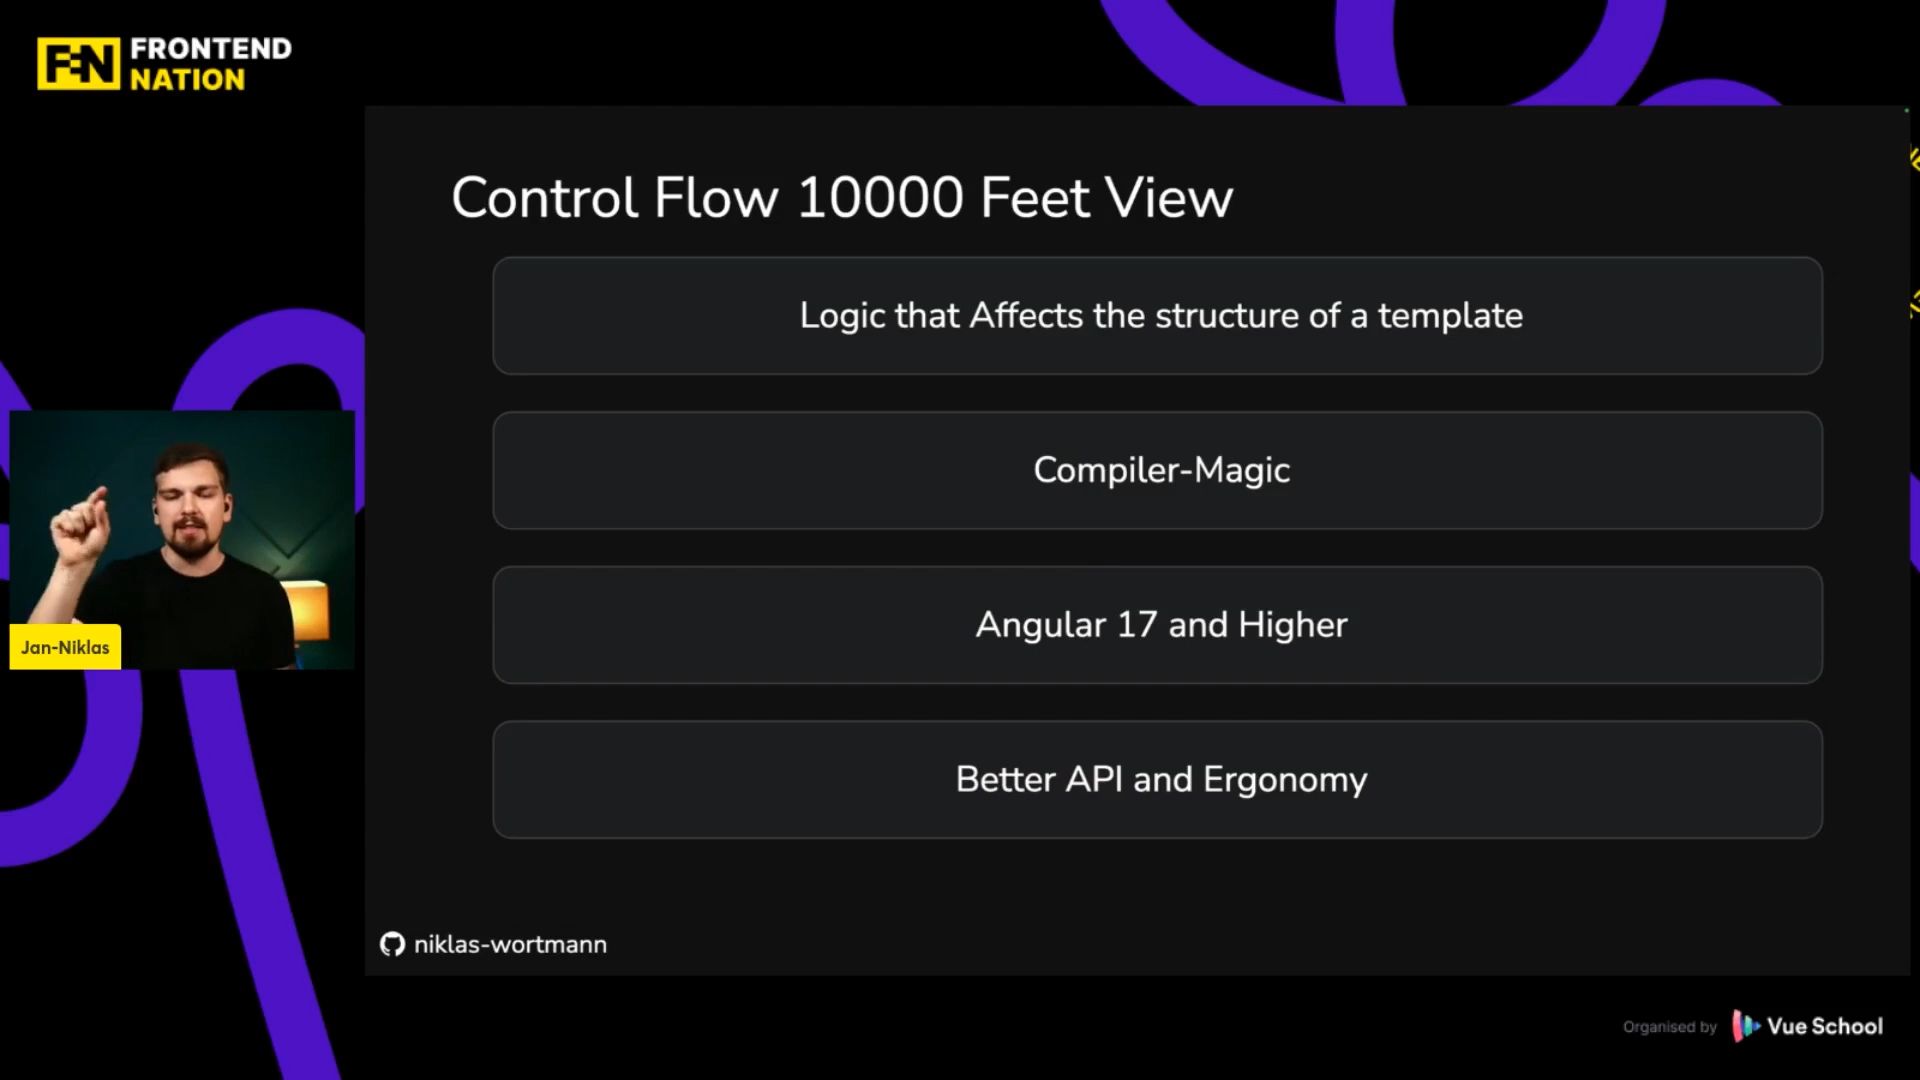 FEN FRONTEND
NATION
Control Flow 10000 Feet View
Logic that Affects the structure of a template
Compiler-Magic
Angular 17 and Higher
Better API and Ergonomy
Jan-Niklas
niklas-wortmann
Organised by Vue School